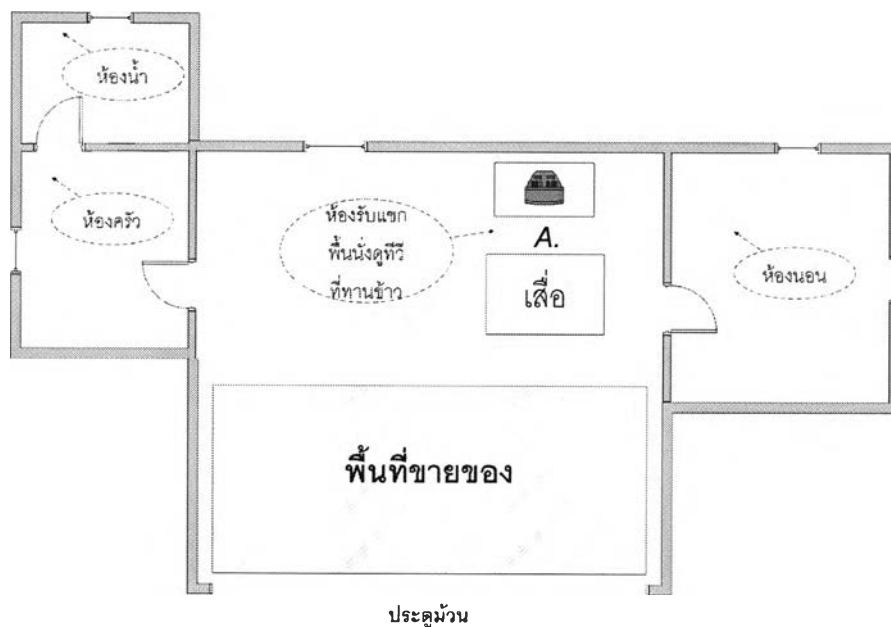 ห้องน้ำ
ห้องครัว
ห้องรับแขก
พื้นนั่งดูทีวี
ที่ทานข้าว
A.
เสื่อ
ห้องนอน
พื้นที่ขายของ
ประตูม้วน